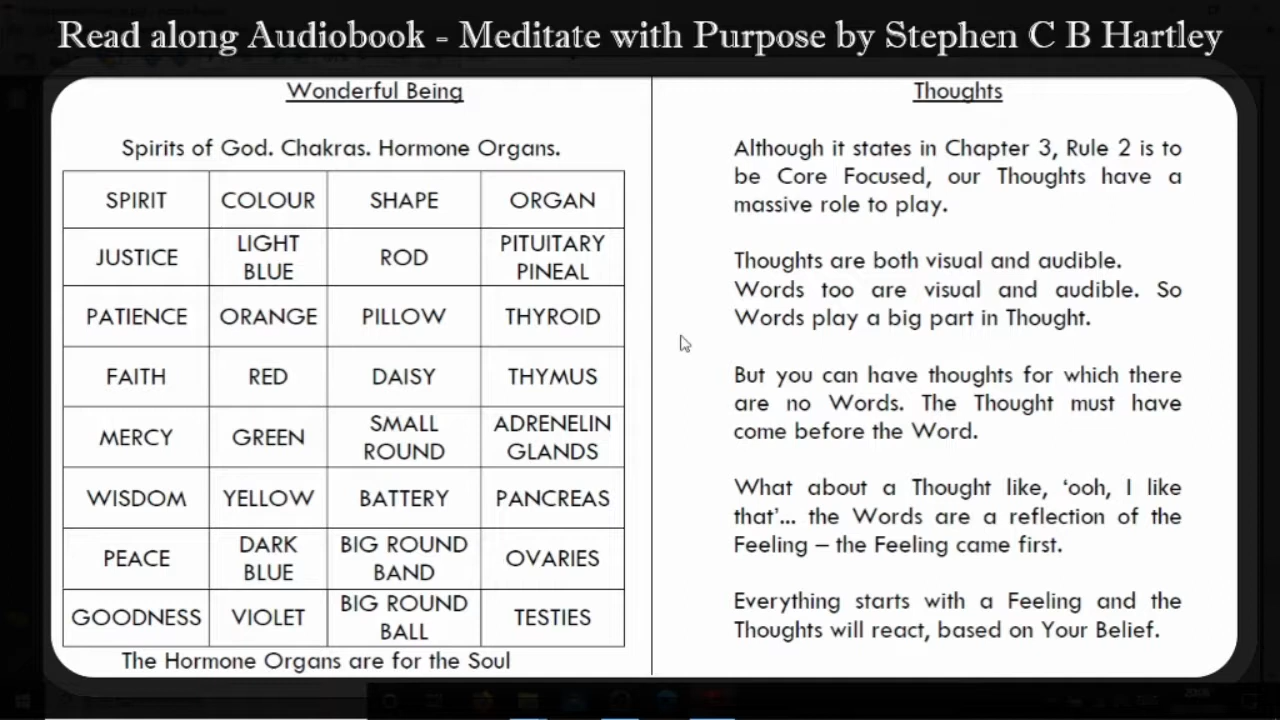 Read along Audiobook - Meditate with Purpose by Stephen C B Hartley
Wonderful Being
Spirits of God. Chakras. Hormone Organs.
SPIRIT COLOUR SHAPE ORGAN
JUSTICE LIGHT BLUE ROD PITUITARY PINEAL
PATIENCE ORANGE PILLOW THYROID
FAITH RED DAISY THYMUS
MERCY GREEN SMALL ROUND ADRENELIN GLANDS
WISDOM YELLOW BATTERY PANCREAS
PEACE DARK BLUE BIG ROUND BAND OVARIES
GOODNESS VIOLET BIG ROUND BALL TESTIES
The Hormone Organs are for the Soul
Thoughts
Although it states in Chapter 3, Rule 2 is to
be Core Focused, our Thoughts have a
massive role to play.
Thoughts are both visual and audible.
Words too are visual and audible. So
Words play a big part in Thought.
But you can have thoughts for which there
are no Words. The Thought must have
come before the Word.
What about a Thought like, ‘ooh, I like
that’... the Words are a reflection of the
Feeling – the Feeling came first.
Everything starts with a Feeling and the
Thoughts will react, based on Your Belief.